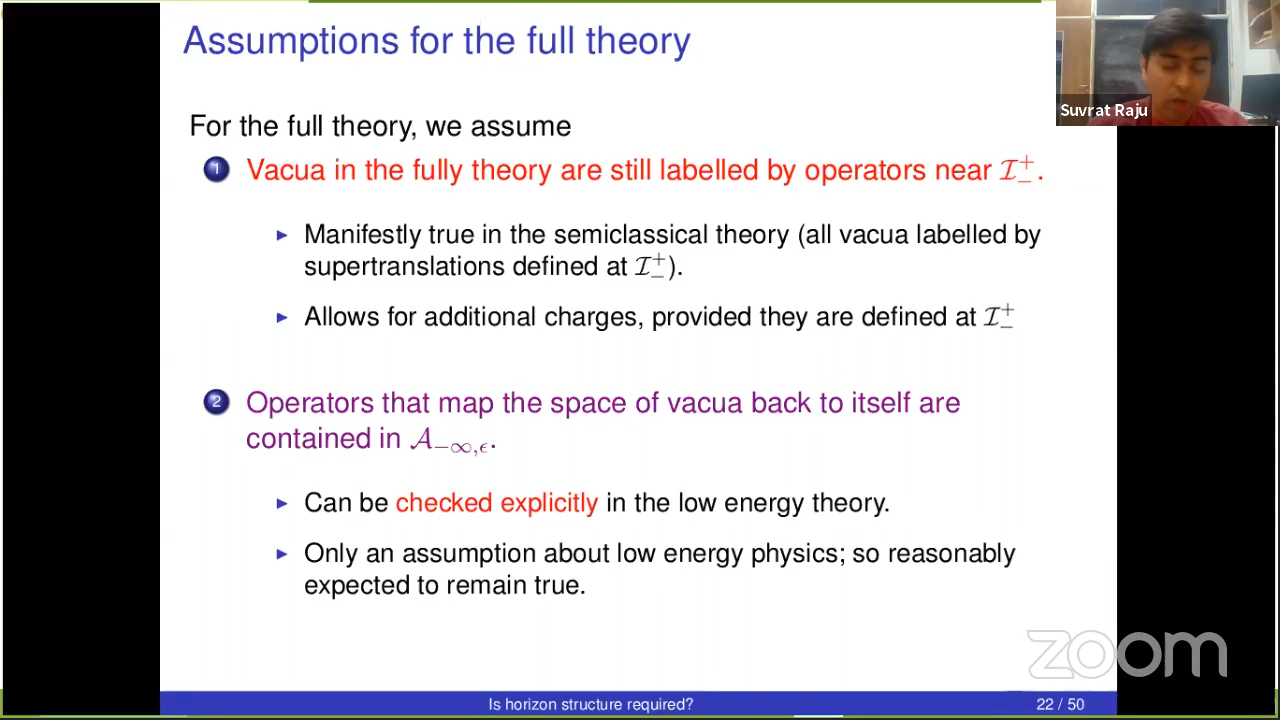 Assumptions for the full theory
Suvrat Raju
For the full theory, we assume
1 Vacua in the fully theory are still labelled by operators near ℐ⁺₋.
▶ Manifestly true in the semiclassical theory (all vacua labelled by
supertranslations defined at ℐ⁺₋).
▶ Allows for additional charges, provided they are defined at ℐ⁺₋
2 Operators that map the space of vacua back to itself are
contained in 𝒜₋∞,ϵ.
▶ Can be checked explicitly in the low energy theory.
▶ Only an assumption about low energy physics; so reasonably
expected to remain true.
zoom
Is horizon structure required?
22 / 50